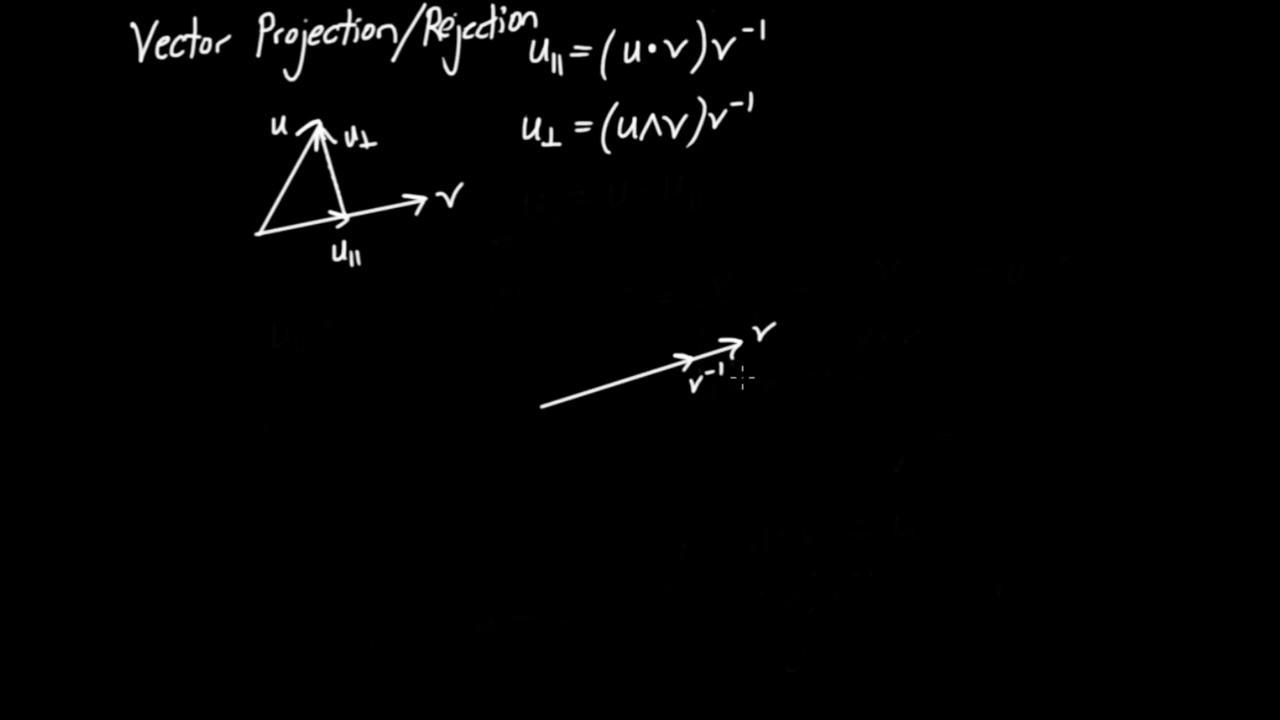 Vector Projection/Rejection
u∥ = (u·v)v⁻¹
u⊥ = (u∧v)v⁻¹
u
u⊥
v
u∥
v
v⁻¹